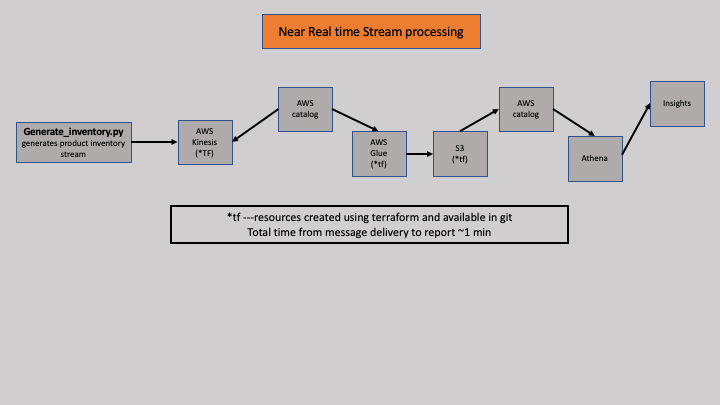 Near Real time Stream processing
Generate_inventory.py
generates product inventory
stream
AWS
Kinesis
(*TF)
AWS
catalog
AWS
Glue
(*tf)
S3
(*tf)
AWS
catalog
Athena
Insights
*tf ---resources created using terraform and available in git
Total time from message delivery to report ~1 min